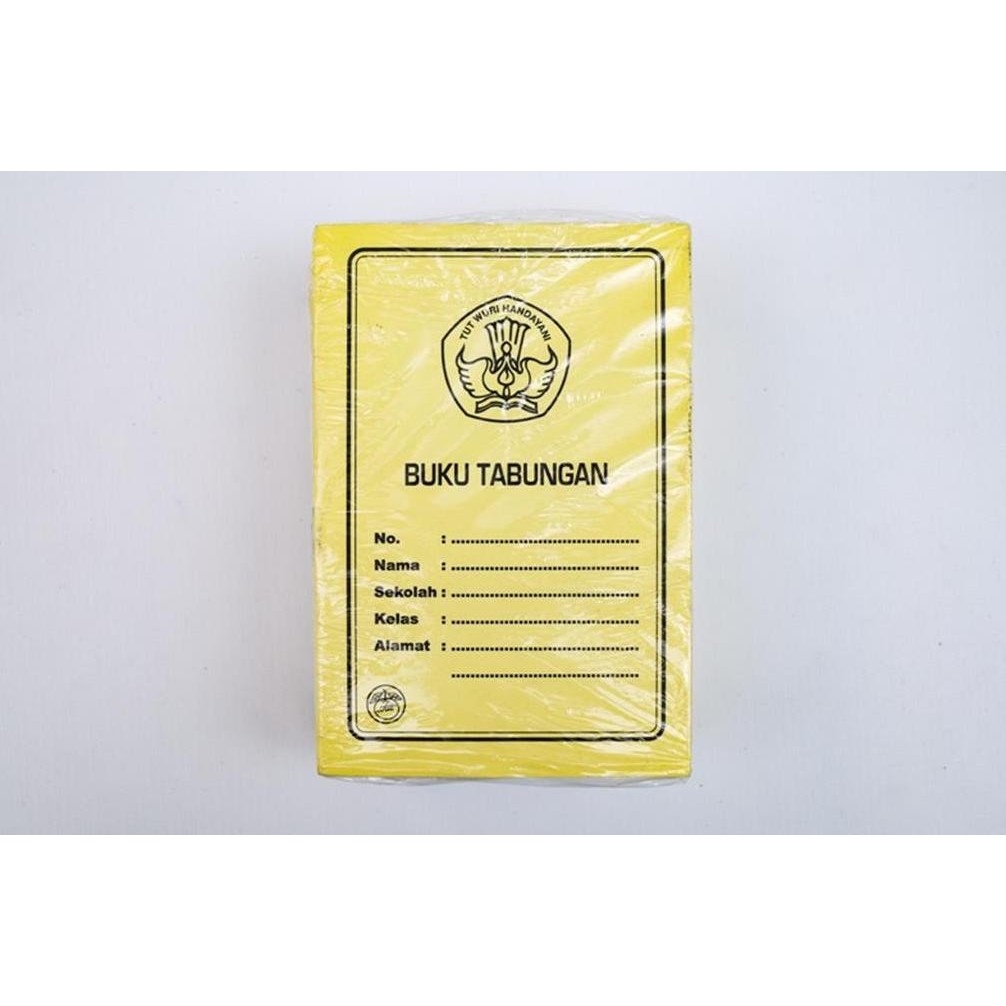 TUT WURI HANDAYANI
BUKU TABUNGAN
No. : ......................................
Nama : ......................................
Sekolah : ......................................
Kelas : ......................................
Alamat : ......................................
......................................